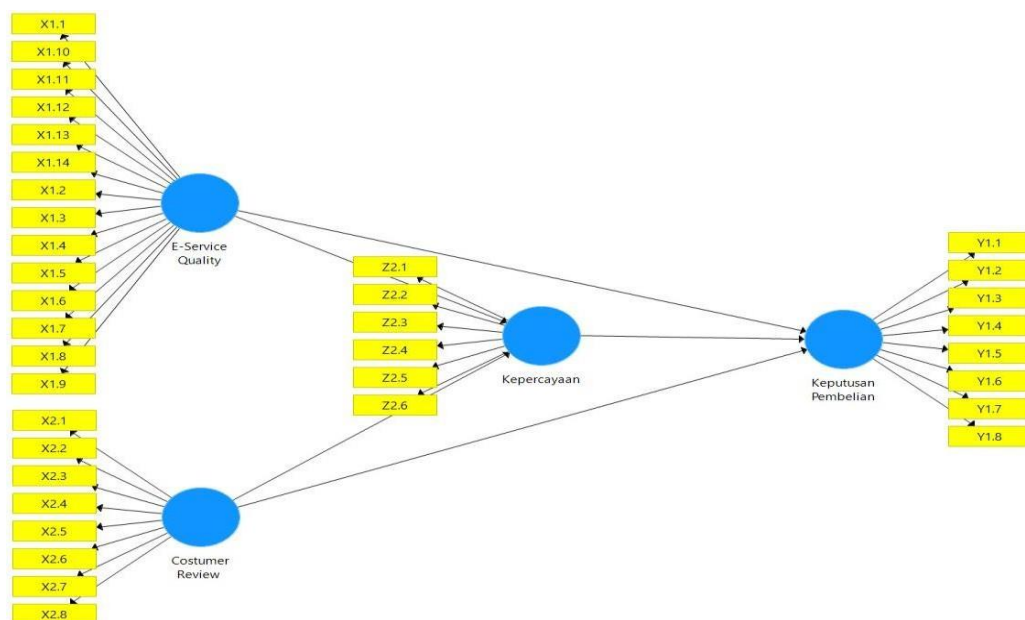 X1.1
X1.10
X1.11
X1.12
X1.13
X1.14
X1.2
X1.3
X1.4
X1.5
X1.6
X1.7
X1.8
X1.9
E-Service
Quality
X2.1
X2.2
X2.3
X2.4
X2.5
X2.6
X2.7
X2.8
Costumer
Review
Z2.1
Z2.2
Z2.3
Z2.4
Z2.5
Z2.6
Kepercayaan
Keputusan
Pembelian
Y1.1
Y1.2
Y1.3
Y1.4
Y1.5
Y1.6
Y1.7
Y1.8